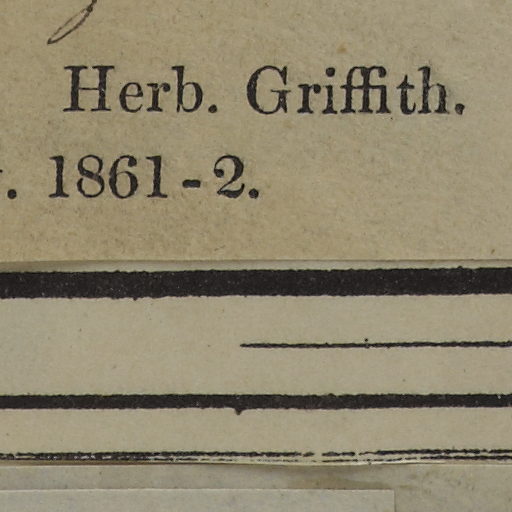 Herb. Griffith.
. 1861-2.